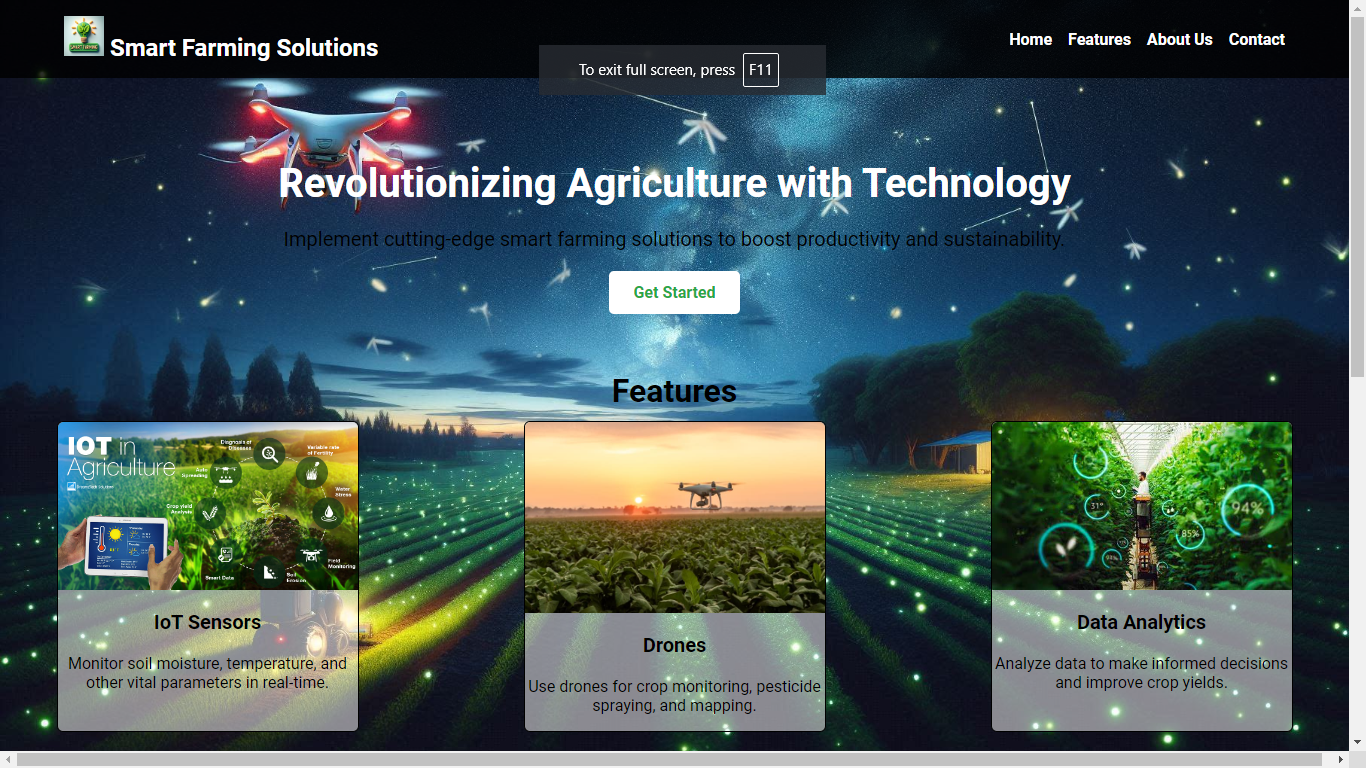 Smart Farming Solutions
Home Features About Us Contact
To exit full screen, press F11
Revolutionizing Agriculture with Technology
Implement cutting-edge smart farming solutions to boost productivity and sustainability.
Get Started
Features
IOT in
Agriculture
Diagnosis of
Diseases
Variable rate
of Fertility
Auto
Spreading
Water
Stress
Crop yield
Analysis
Field
Monitoring
Smart Data
Soil
Erosion
31°
94%
85%
IoT Sensors
Monitor soil moisture, temperature, and
other vital parameters in real-time.
Drones
Use drones for crop monitoring, pesticide
spraying, and mapping.
Data Analytics
Analyze data to make informed decisions
and improve crop yields.